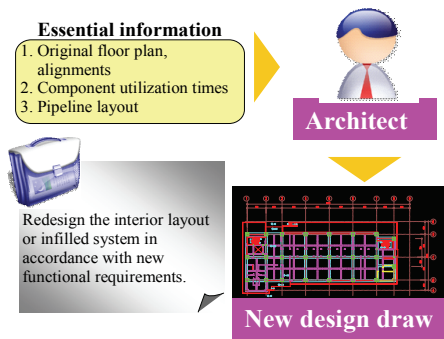 Essential information
1. Original floor plan,
alignments
2. Component utilization times
3. Pipeline layout
Architect
Redesign the interior layout
or infilled system in
accordance with new
functional requirements.
New design draw